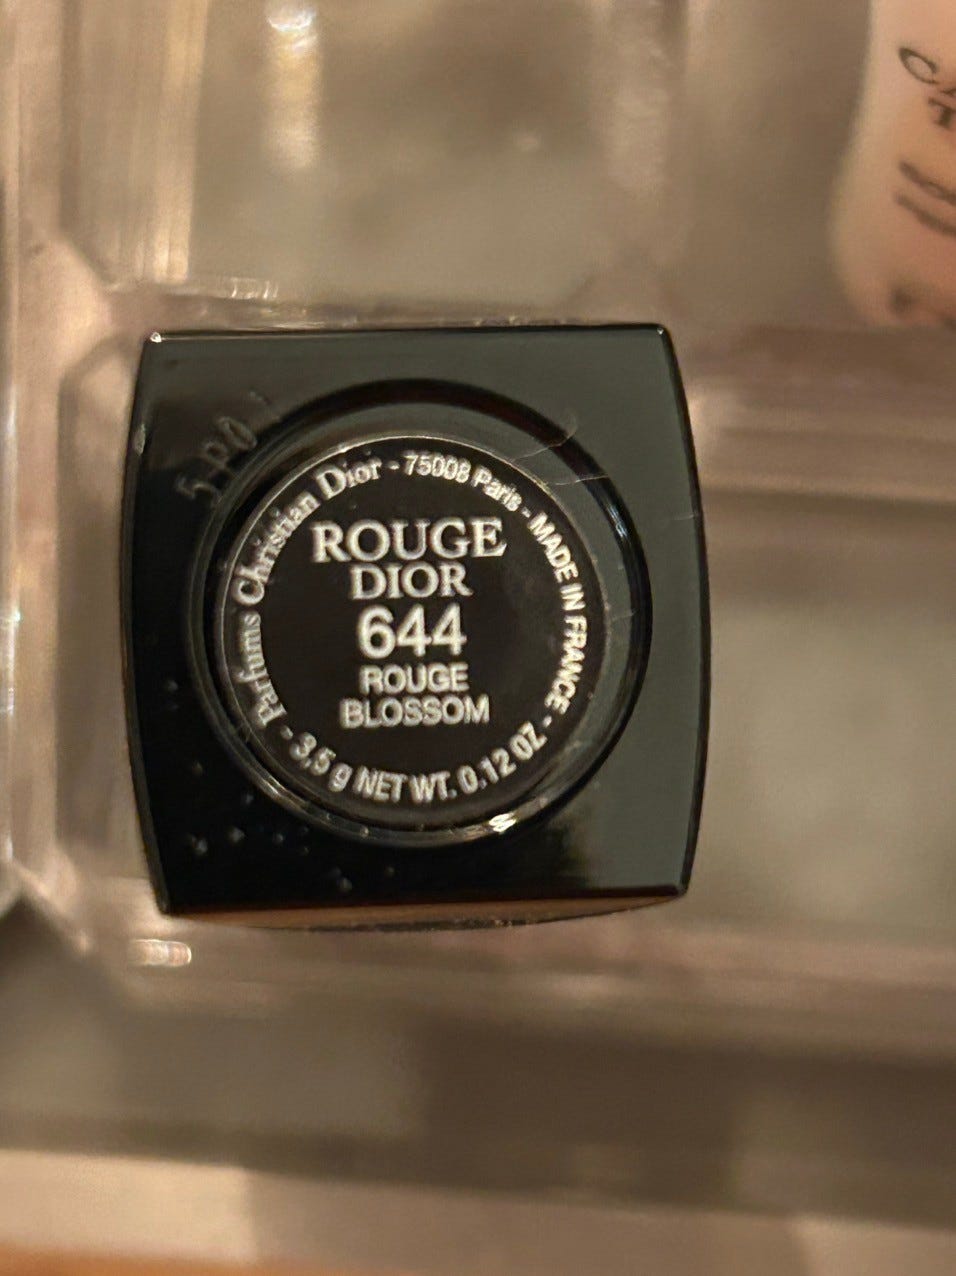 Parfums Christian Dior - 75008 Paris - MADE IN FRANCE -
ROUGE
DIOR
644
ROUGE
BLOSSOM
3,5 g NET WT. 0.12 OZ -